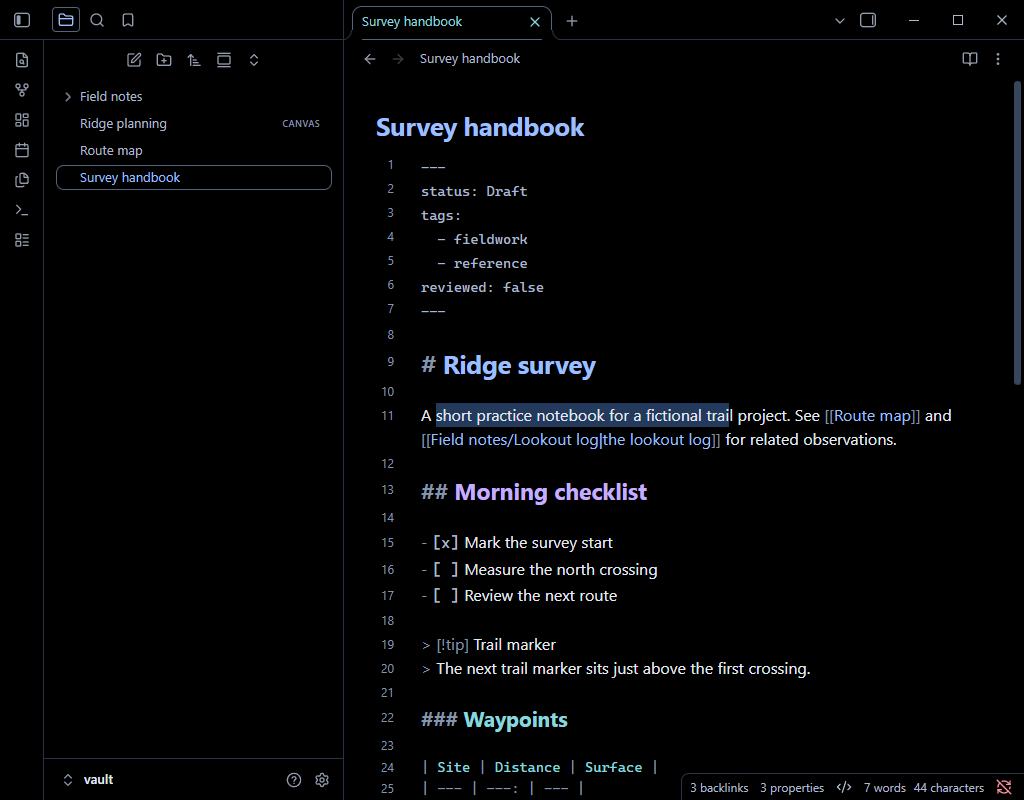 Survey handbook
Survey handbook
Field notes
Ridge planning CANVAS
Route map
Survey handbook
Survey handbook
1 ---
2 status: Draft
3 tags:
4 - fieldwork
5 - reference
6 reviewed: false
7 ---
8
9 # Ridge survey
10
11 A short practice notebook for a fictional trail project. See [[Route map]] and
[[Field notes/Lookout log|the lookout log]] for related observations.
12
13 ## Morning checklist
14
15 - [x] Mark the survey start
16 - [ ] Measure the north crossing
17 - [ ] Review the next route
18
19 > [!tip] Trail marker
20 > The next trail marker sits just above the first crossing.
21
22 ### Waypoints
23
24 | Site | Distance | Surface |
25 | --- | ---: | --- |
vault
3 backlinks 3 properties </> 7 words 44 characters